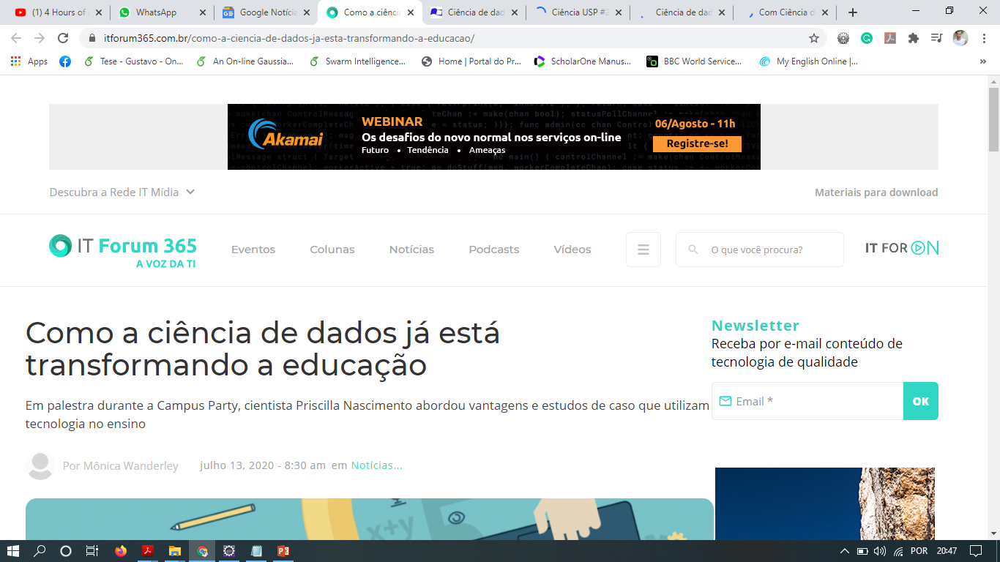 (1) 4 Hours of
WhatsApp
Google Notícia
Como a ciênci
Ciência de dad
Ciência USP #2
Ciência de dad
Com Ciência d
itforum365.com.br/como-a-ciencia-de-dados-ja-esta-transformando-a-educacao/
Apps
Tese - Gustavo - On...
An On-line Gaussia...
Swarm Intelligence...
Home | Portal do Pr...
ScholarOne Manus...
BBC World Service...
My English Online |...
»
Akamai
WEBINAR
Os desafios do novo normal nos serviços on-line
Futuro • Tendência • Ameaças
06/Agosto - 11h
Registre-se!
Descubra a Rede IT Mídia
Materiais para download
IT Forum 365
A VOZ DA TI
Eventos
Colunas
Notícias
Podcasts
Vídeos
O que você procura?
IT FOR ON
Como a ciência de dados já está
transformando a educação
Em palestra durante a Campus Party, cientista Priscilla Nascimento abordou vantagens e estudos de caso que utilizam
tecnologia no ensino
Por Mônica Wanderley
julho 13, 2020 - 8:30 am em Notícias...
Newsletter
Receba por e-mail conteúdo de
tecnologia de qualidade
Email *
OK
x+y
POR
20:47